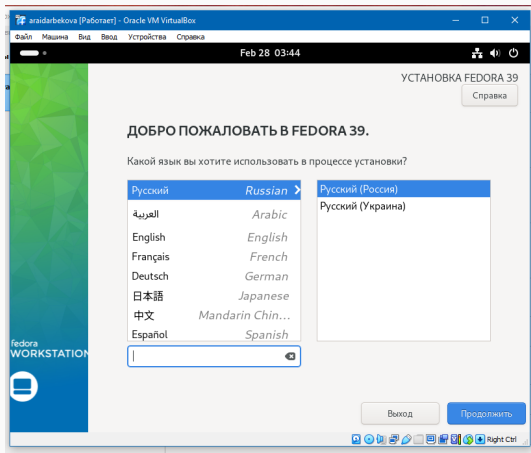 araidarbekova [Работает] - Oracle VM VirtualBox
Файл Машина Вид Ввод Устройства Справка
Feb 28 03:44
УСТАНОВКА FEDORA 39
Справка
ДОБРО ПОЖАЛОВАТЬ В FEDORA 39.
Какой язык вы хотите использовать в процессе установки?
Русский Russian
Русский (Россия)
العربية Arabic
Русский (Украина)
English English
Français French
Deutsch German
日本語 Japanese
中文 Mandarin Chin...
Español Spanish
fedora
WORKSTATION
Выход
Продолжить
Right Ctrl